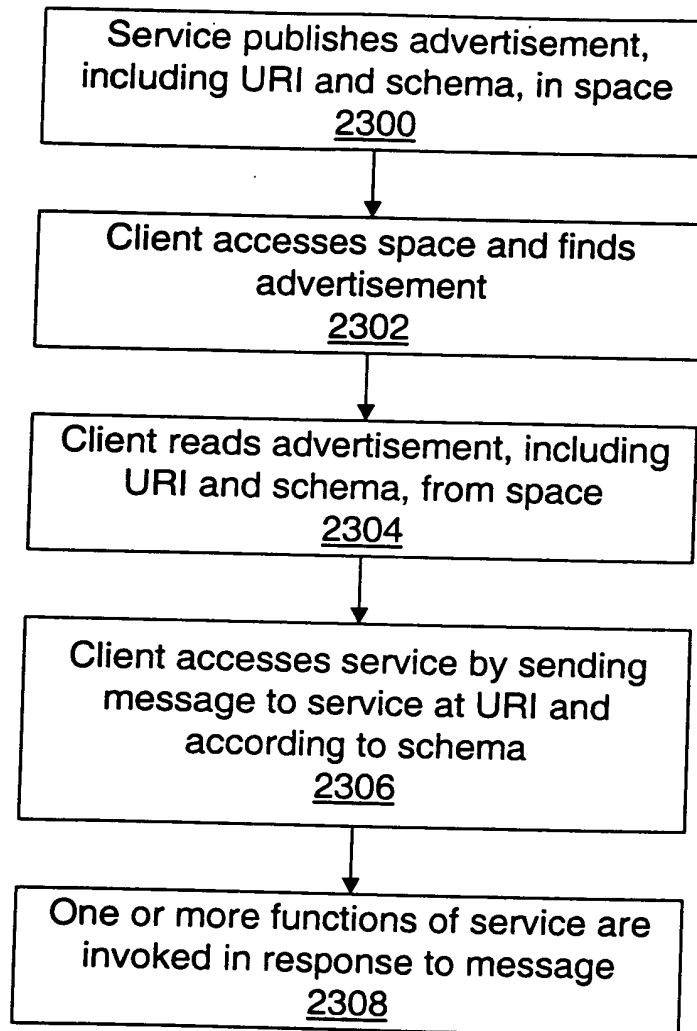 Service publishes advertisement,
including URI and schema, in space
2300
Client accesses space and finds
advertisement
2302
Client reads advertisement, including
URI and schema, from space
2304
Client accesses service by sending
message to service at URI and
according to schema
2306
One or more functions of service are
invoked in response to message
2308